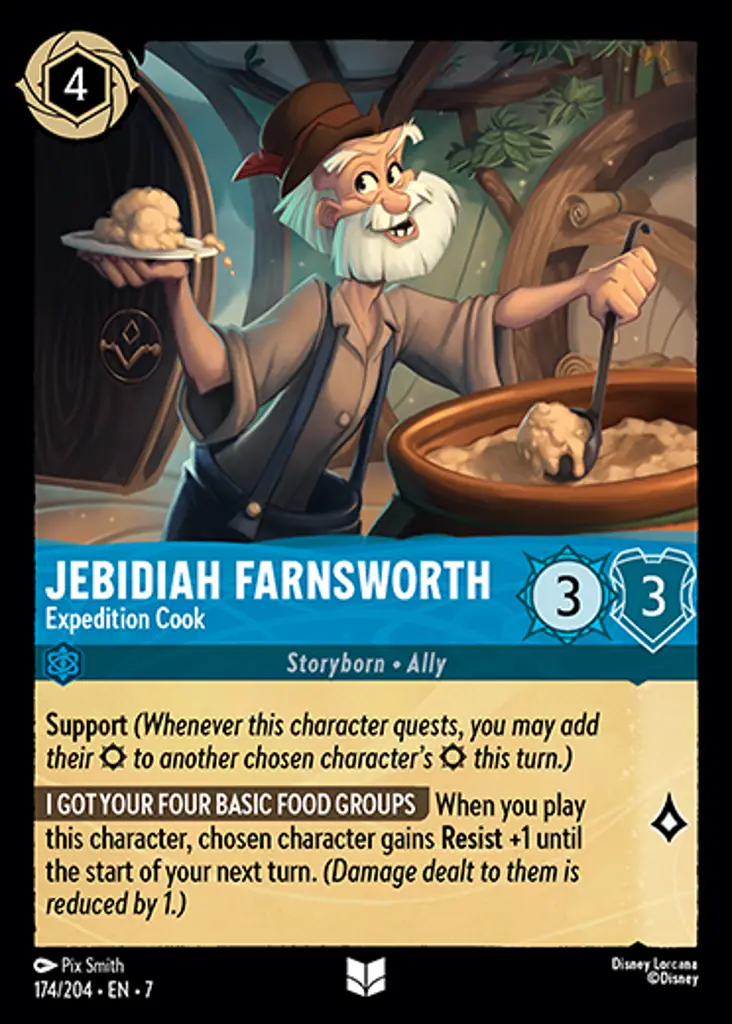 4
JEBIDIAH FARNSWORTH
Expedition Cook
3
3
Storyborn • Ally
Support (Whenever this character quests, you may add
their to another chosen character's this turn.)
I GOT YOUR FOUR BASIC FOOD GROUPS When you play
this character, chosen character gains Resist +1 until
the start of your next turn. (Damage dealt to them is
reduced by 1.)
Pix Smith
174/204 • EN • 7
Disney Lorcana
©Disney